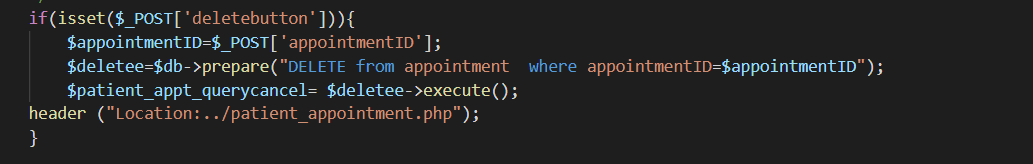 if(isset($_POST['deletebutton'])){
    $appointmentID=$_POST['appointmentID'];
    $deletee=$db->prepare("DELETE from appointment  where appointmentID=$appointmentID");
    $patient_appt_querycancel= $deletee->execute();
header ("Location:../patient_appointment.php");
}